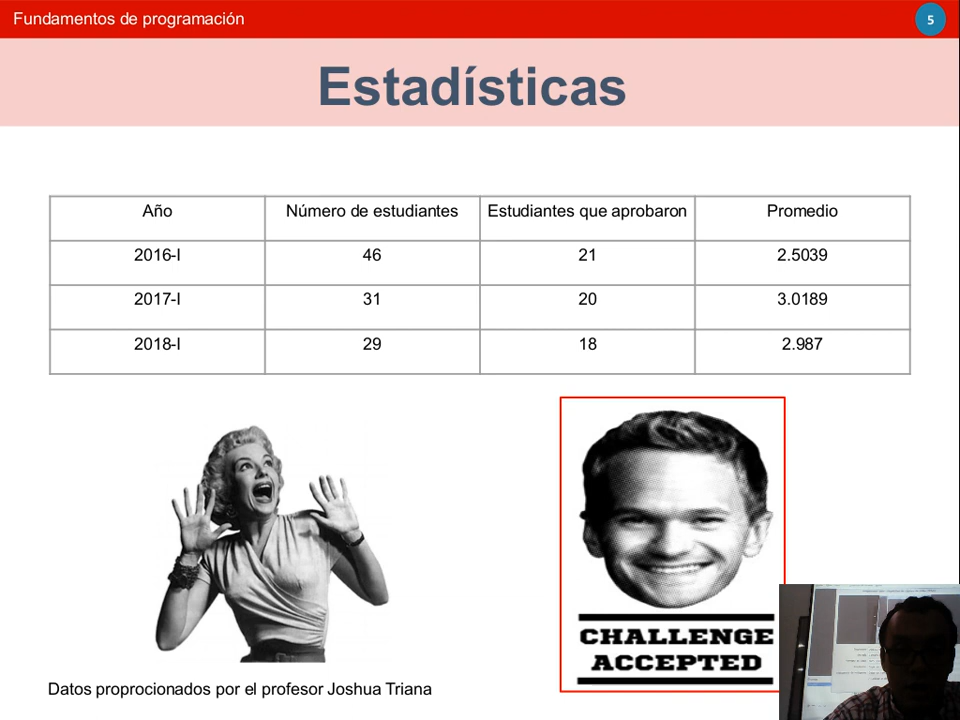 Fundamentos de programación
5
Estadísticas
Año Número de estudiantes Estudiantes que aprobaron Promedio
2016-I 46 21 2.5039
2017-I 31 20 3.0189
2018-I 29 18 2.987
CHALLENGE
ACCEPTED
Datos proprocionados por el profesor Joshua Triana